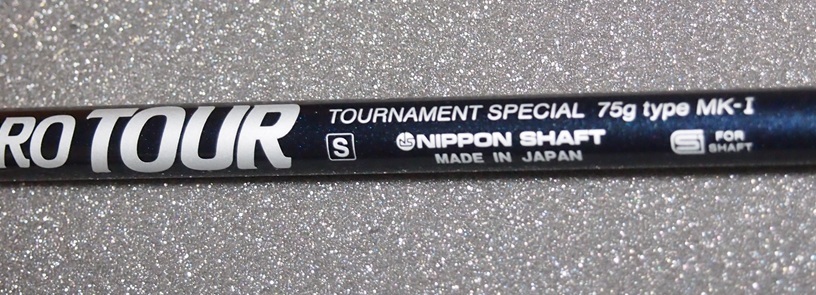 RO TOUR
TOURNAMENT SPECIAL 75g type MK-I
S
NIPPON SHAFT
MADE IN JAPAN
S FOR
SHAFT